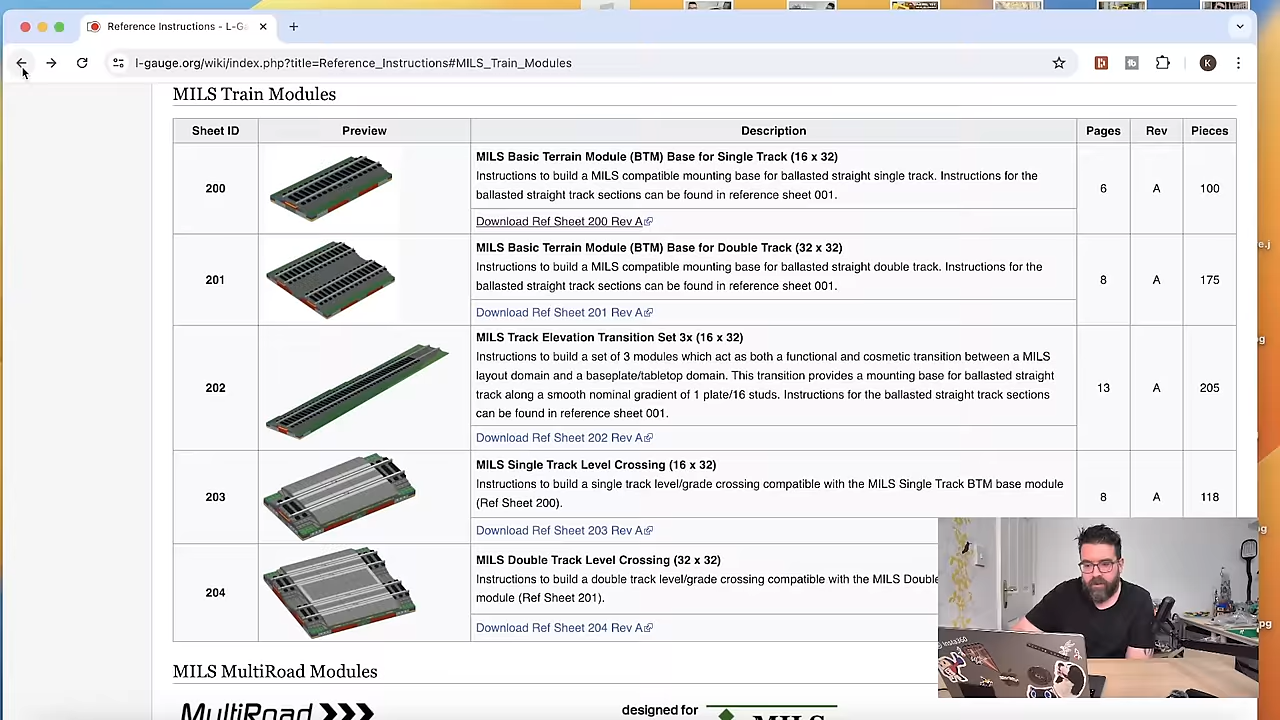 Reference Instructions - L-Ga
l-gauge.org/wiki/index.php?title=Reference_Instructions#MILS_Train_Modules
K
MILS Train Modules
Sheet ID Preview Description Pages Rev Pieces
200
MILS Basic Terrain Module (BTM) Base for Single Track (16 x 32)
Instructions to build a MILS compatible mounting base for ballasted straight single track. Instructions for the
ballasted straight track sections can be found in reference sheet 001.
Download Ref Sheet 200 Rev A
6 A 100
201
MILS Basic Terrain Module (BTM) Base for Double Track (32 x 32)
Instructions to build a MILS compatible mounting base for ballasted straight double track. Instructions for the
ballasted straight track sections can be found in reference sheet 001.
Download Ref Sheet 201 Rev A
8 A 175
202
MILS Track Elevation Transition Set 3x (16 x 32)
Instructions to build a set of 3 modules which act as both a functional and cosmetic transition between a MILS
layout domain and a baseplate/tabletop domain. This transition provides a mounting base for ballasted straight
track along a smooth nominal gradient of 1 plate/16 studs. Instructions for the ballasted straight track sections
can be found in reference sheet 001.
Download Ref Sheet 202 Rev A
13 A 205
203
MILS Single Track Level Crossing (16 x 32)
Instructions to build a single track level/grade crossing compatible with the MILS Single Track BTM base module
(Ref Sheet 200).
Download Ref Sheet 203 Rev A
8 A 118
204
MILS Double Track Level Crossing (32 x 32)
Instructions to build a double track level/grade crossing compatible with the MILS Double
module (Ref Sheet 201).
Download Ref Sheet 204 Rev A
MILS MultiRoad Modules
MultiRoad
designed for
MILS
Insta360